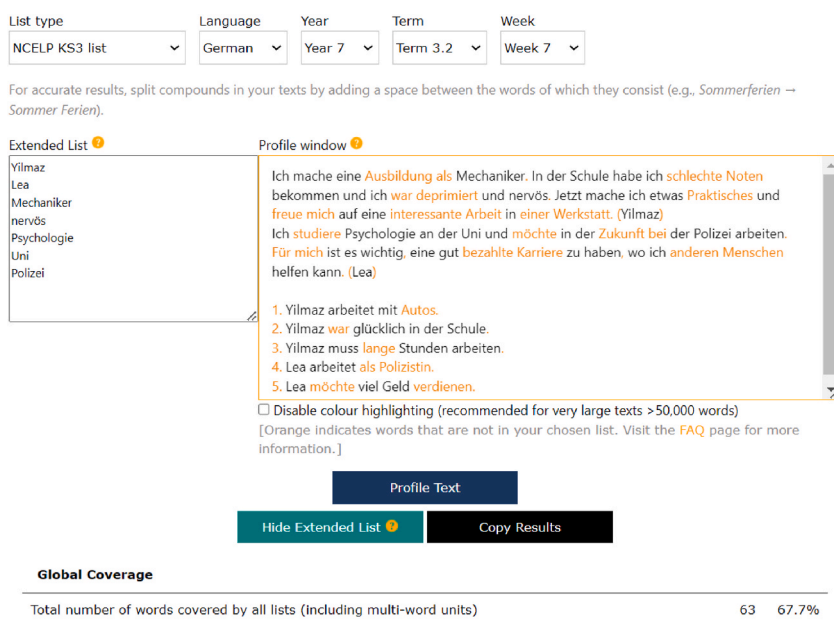 List type Language Year Term Week
NCELP KS3 list German Year 7 Term 3.2 Week 7
For accurate results, split compounds in your texts by adding a space between the words of which they consist (e.g., Sommerferien →
Sommer Ferien).
Extended List ? Profile window ?
Yilmaz
Lea
Mechaniker
nervös
Psychologie
Uni
Polizei
Ich mache eine Ausbildung als Mechaniker. In der Schule habe ich schlechte Noten
bekommen und ich war deprimiert und nervös. Jetzt mache ich etwas Praktisches und
freue mich auf eine interessante Arbeit in einer Werkstatt. (Yilmaz)
Ich studiere Psychologie an der Uni und möchte in der Zukunft bei der Polizei arbeiten.
Für mich ist es wichtig, eine gut bezahlte Karriere zu haben, wo ich anderen Menschen
helfen kann. (Lea)
1. Yilmaz arbeitet mit Autos.
2. Yilmaz war glücklich in der Schule.
3. Yilmaz muss lange Stunden arbeiten.
4. Lea arbeitet als Polizistin.
5. Lea möchte viel Geld verdienen.
Disable colour highlighting (recommended for very large texts >50,000 words)
[Orange indicates words that are not in your chosen list. Visit the FAQ page for more
information.]
Profile Text
Hide Extended List ? Copy Results
Global Coverage
Total number of words covered by all lists (including multi-word units) 63 67.7%